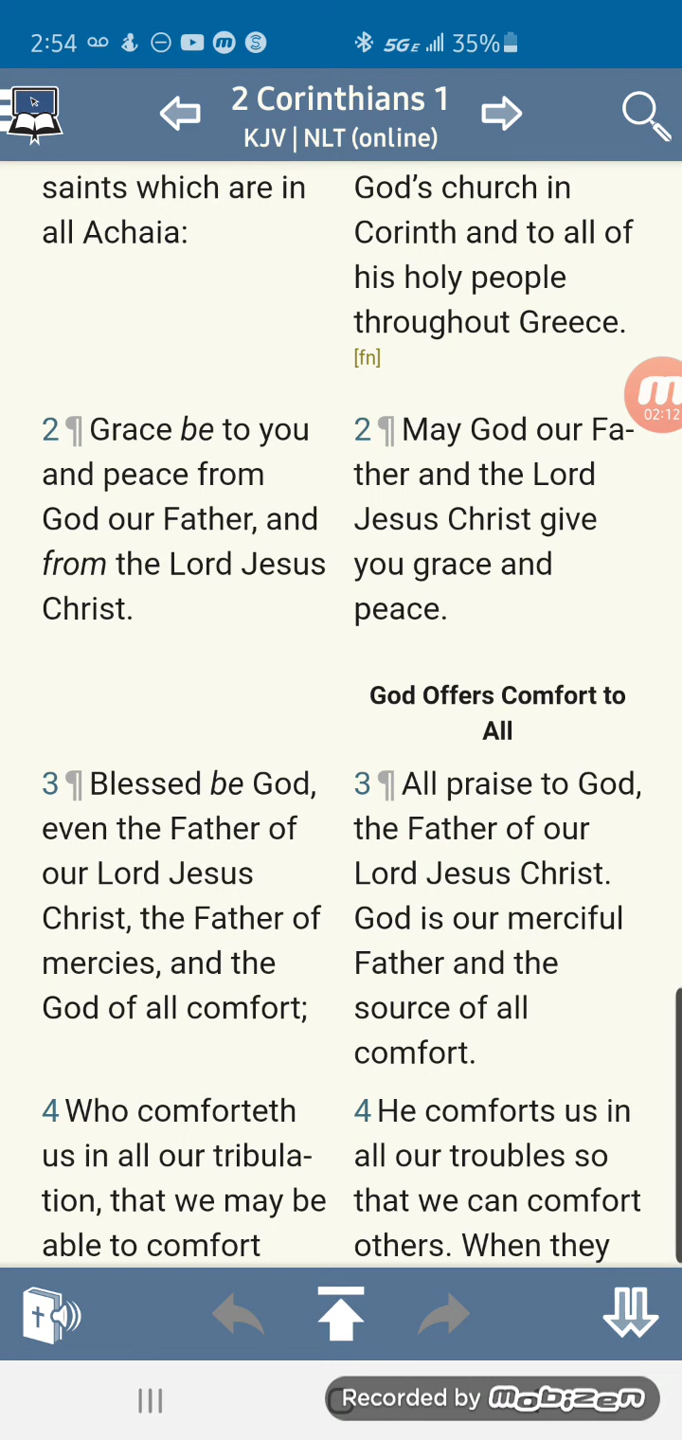 2:54
5GE
35%
2 Corinthians 1
KJV | NLT (online)
saints which are in
all Achaia:
God's church in
Corinth and to all of
his holy people
throughout Greece.
[fn]
m
02:12
2 ¶ Grace be to you
and peace from
God our Father, and
from the Lord Jesus
Christ.
2 ¶ May God our Fa-
ther and the Lord
Jesus Christ give
you grace and
peace.
God Offers Comfort to
All
3 ¶ Blessed be God,
even the Father of
our Lord Jesus
Christ, the Father of
mercies, and the
God of all comfort;
3 ¶ All praise to God,
the Father of our
Lord Jesus Christ.
God is our merciful
Father and the
source of all
comfort.
4 Who comforteth
us in all our tribula-
tion, that we may be
able to comfort
4 He comforts us in
all our troubles so
that we can comfort
others. When they
Recorded by mobizen